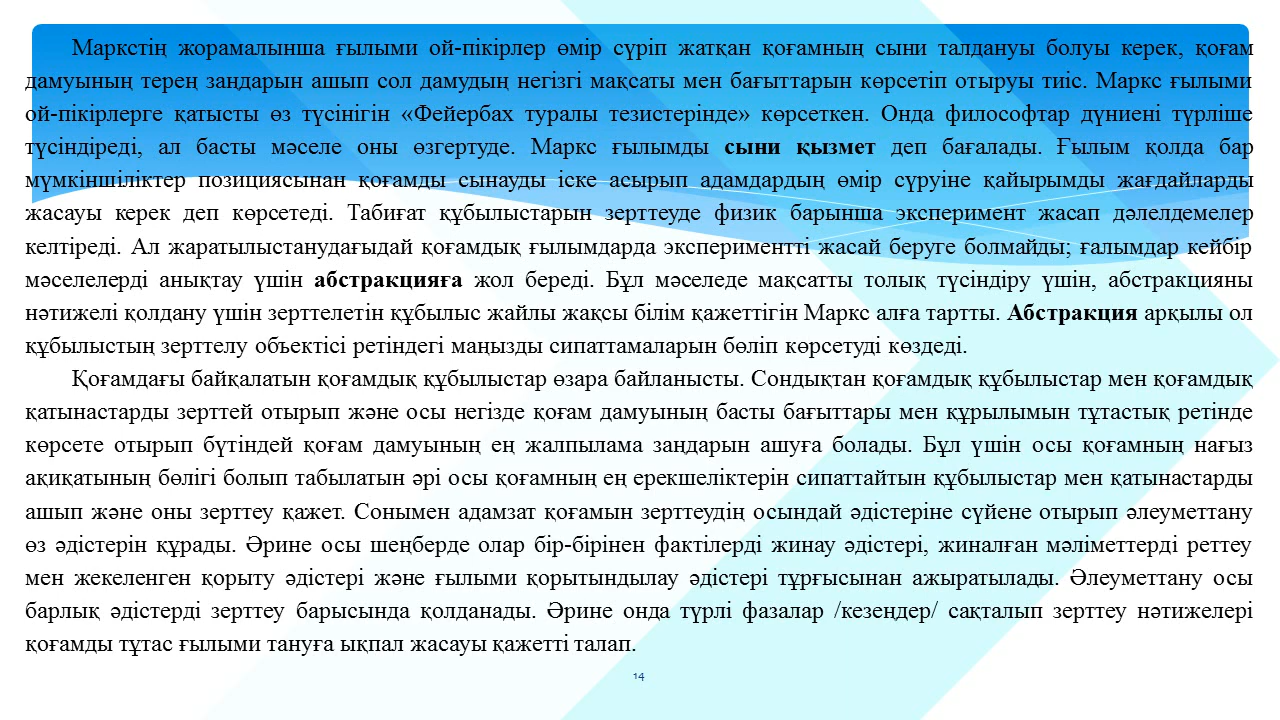 Маркстің жорамалынша ғылыми ой-пікірлер өмір сүріп жатқан қоғамның сыни талдануы болуы керек, қоғам
дамуының терең заңдарын ашып сол дамудың негізгі мақсаты мен бағыттарын көрсетіп отыруы тиіс. Маркс ғылыми
ой-пікірлерге қатысты өз түсінігін «Фейербах туралы тезистерінде» көрсеткен. Онда философтар дүниені түрліше
түсіндіреді, ал басты мәселе оны өзгертуде. Маркс ғылымды сыни қызмет деп бағалады. Ғылым қолда бар
мүмкіншіліктер позициясынан қоғамды сынауды іске асырып адамдардың өмір сүруіне қайырымды жағдайларды
жасауы керек деп көрсетеді. Табиғат құбылыстарын зерттеуде физик барынша эксперимент жасап дәлелдемелер
келтіреді. Ал жаратылыстанудағыдай қоғамдық ғылымдарда экспериментті жасай беруге болмайды; ғалымдар кейбір
мәселелерді анықтау үшін абстракцияға жол береді. Бұл мәселеде мақсатты толық түсіндіру үшін, абстракцияны
нәтижелі қолдану үшін зерттелетін құбылыс жайлы жақсы білім қажеттігін Маркс алға тартты. Абстракция арқылы ол
құбылыстың зерттелу объектісі ретіндегі маңызды сипаттамаларын бөліп көрсетуді көздеді.
Қоғамдағы байқалатын қоғамдық құбылыстар өзара байланысты. Сондықтан қоғамдық құбылыстар мен қоғамдық
қатынастарды зерттей отырып және осы негізде қоғам дамуының басты бағыттары мен құрылымын тұтастық ретінде
көрсете отырып бүтіндей қоғам дамуының ең жалпылама заңдарын ашуға болады. Бұл үшін осы қоғамның нағыз
ақиқатының бөлігі болып табылатын әрі осы қоғамның ең ерекшеліктерін сипаттайтын құбылыстар мен қатынастарды
ашып және оны зерттеу қажет. Сонымен адамзат қоғамын зерттеудің осындай әдістеріне сүйене отырып әлеуметтану
өз әдістерін құрады. Әрине осы шеңберде олар бір-бірінен фактілерді жинау әдістері, жиналған мәліметтерді реттеу
мен жекеленген қорыту әдістері және ғылыми қорытындылау әдістері тұрғысынан ажыратылады. Әлеуметтану осы
барлық әдістерді зерттеу барысында қолданады. Әрине онда түрлі фазалар /кезеңдер/ сақталып зерттеу нәтижелері
қоғамды тұтас ғылыми тануға ықпал жасауы қажетті талап.
14